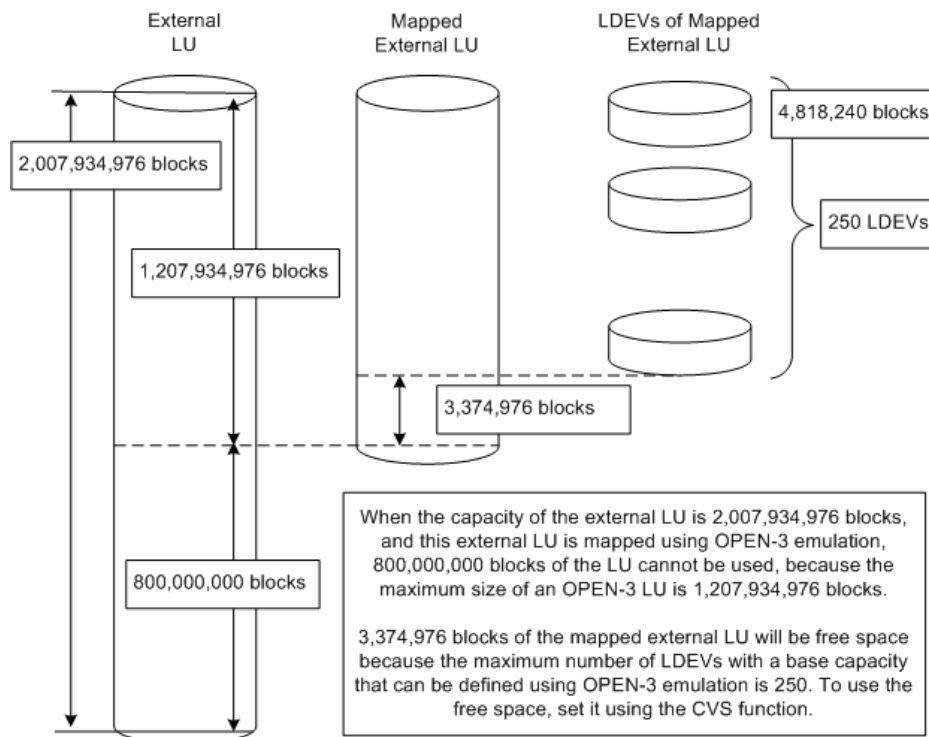 External
LU
Mapped
External LU
LDEVs of Mapped
External LU
4,818,240 blocks
2,007,934,976 blocks
250 LDEVs
1,207,934,976 blocks
3,374,976 blocks
800,000,000 blocks
When the capacity of the external LU is 2,007,934,976 blocks,
and this external LU is mapped using OPEN-3 emulation,
800,000,000 blocks of the LU cannot be used, because the
maximum size of an OPEN-3 LU is 1,207,934,976 blocks.
3,374,976 blocks of the mapped external LU will be free space
because the maximum number of LDEVs with a base capacity
that can be defined using OPEN-3 emulation is 250. To use the
free space, set it using the CVS function.